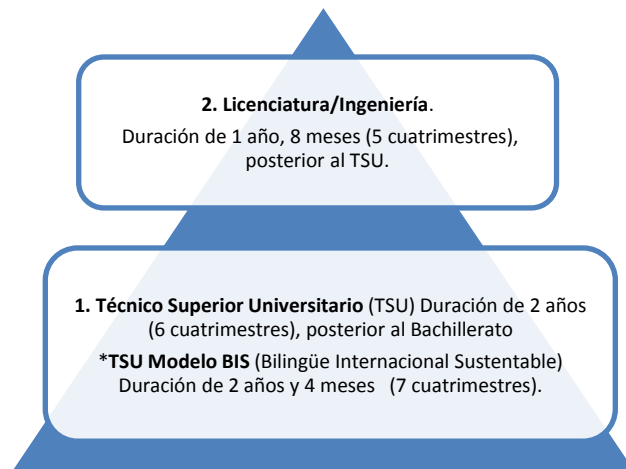 2. Licenciatura/Ingeniería.
Duración de 1 año, 8 meses (5 cuatrimestres),
posterior al TSU.
1. Técnico Superior Universitario (TSU) Duración de 2 años
(6 cuatrimestres), posterior al Bachillerato
*TSU Modelo BIS (Bilingüe Internacional Sustentable)
Duración de 2 años y 4 meses (7 cuatrimestres).